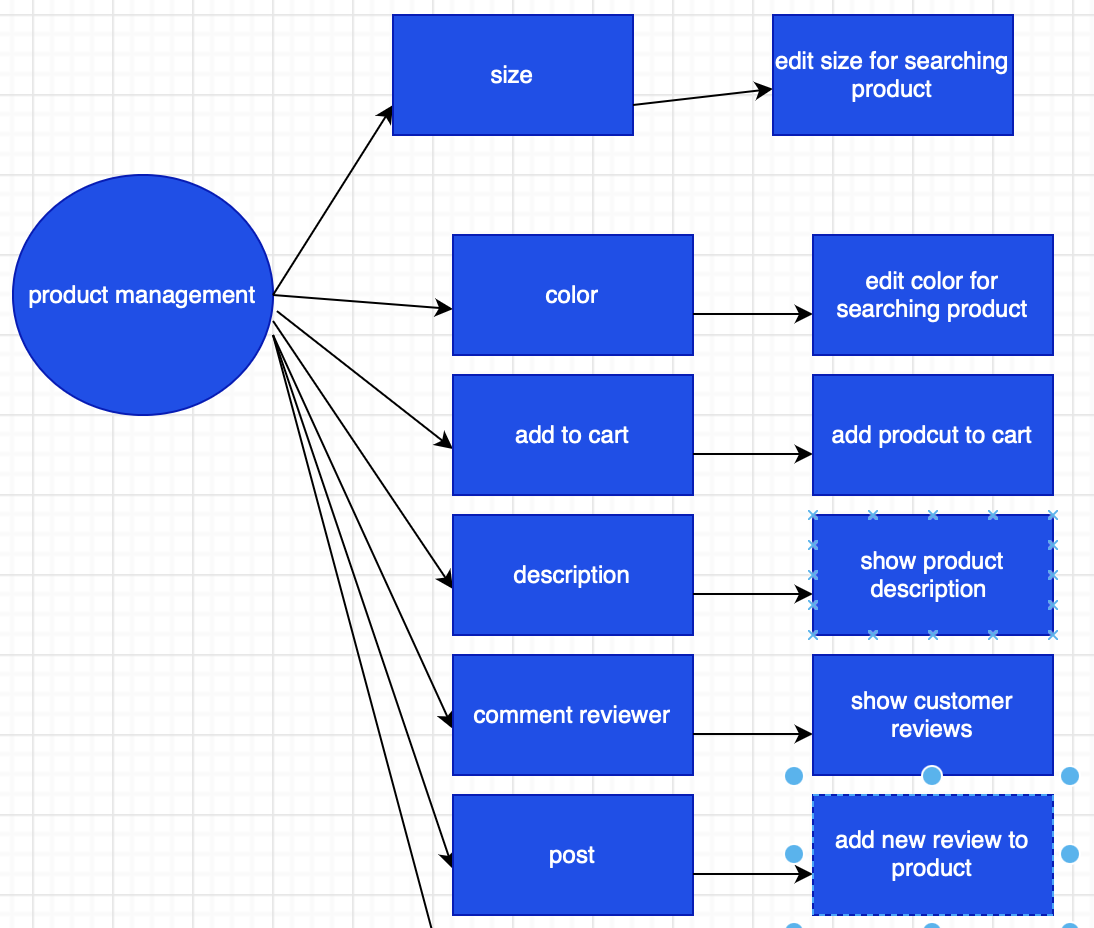 size
edit size for searching
product
product management
color
edit color for
searching product
add to cart
add prodcut to cart
description
show product
description
comment reviewer
show customer
reviews
post
add new review to
product